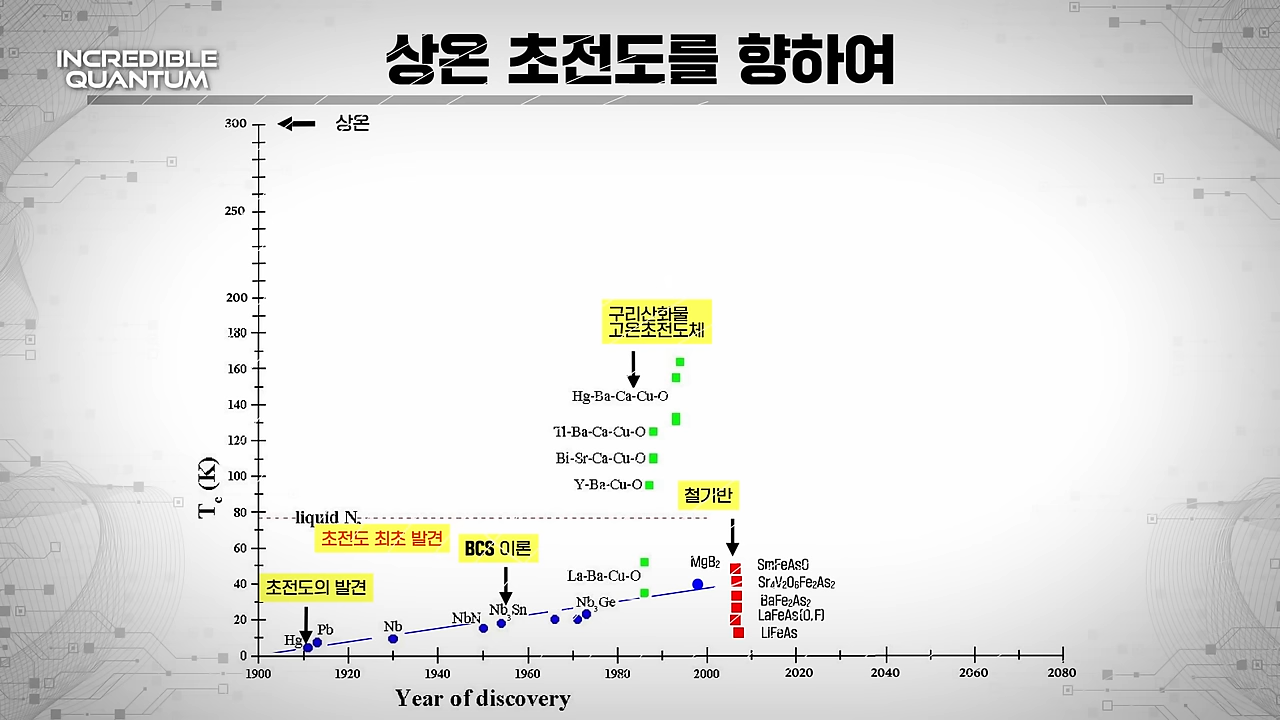 INCREDIBLE
QUANTUM
상온 초전도를 향하여
300
상온
250
200
180
160
140
120
100
80
60
40
20
0
T_c (K)
구리산화물
고온초전도체
Hg-Ba-Ca-Cu-O
Tl-Ba-Ca-Cu-O
Bi-Sr-Ca-Cu-O
Y-Ba-Cu-O
철기반
liquid N₂
초전도 최초 발견
BCS 이론
초전도의 발견
La-Ba-Cu-O
MgB₂
SmFeAsO
Sr₄V₂O₆Fe₂As₂
BaFe₂As₂
LaFeAs(O,F)
LiFeAs
Hg
Pb
Nb
NbN
Nb₃Sn
Nb₃Ge
1900
1920
1940
1960
1980
2000
2020
2040
2060
2080
Year of discovery